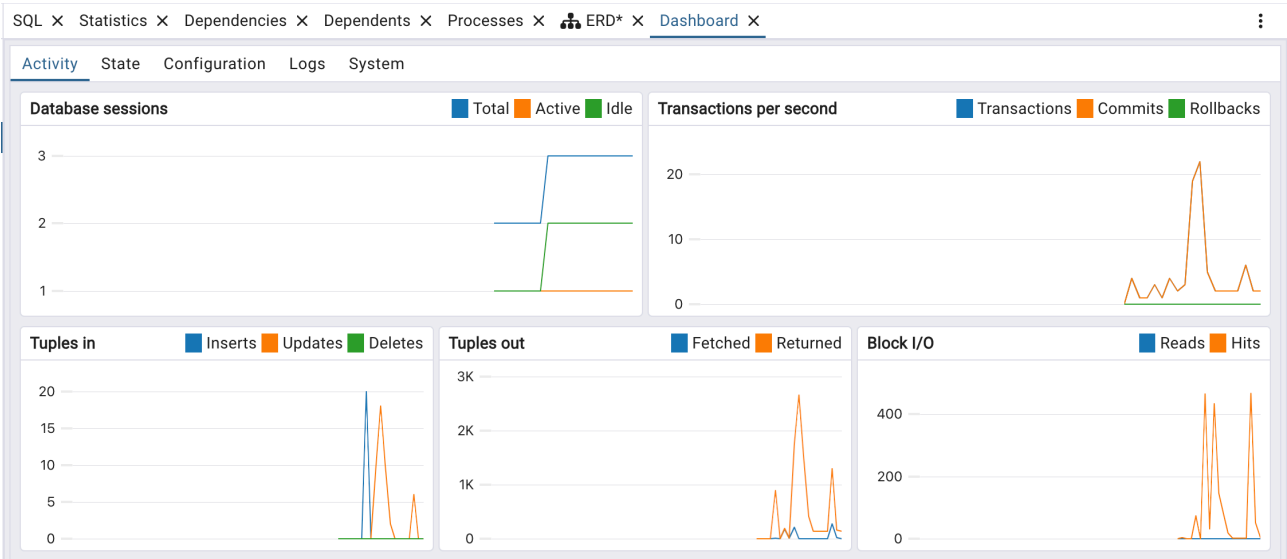 SQL Statistics Dependencies Dependents Processes ERD* Dashboard
Activity State Configuration Logs System
Database sessions Total Active Idle
3
2
1
Transactions per second Transactions Commits Rollbacks
20
10
0
Tuples in Inserts Updates Deletes
20
15
10
5
0
Tuples out Fetched Returned
3K
2K
1K
0
Block I/O Reads Hits
400
200
0